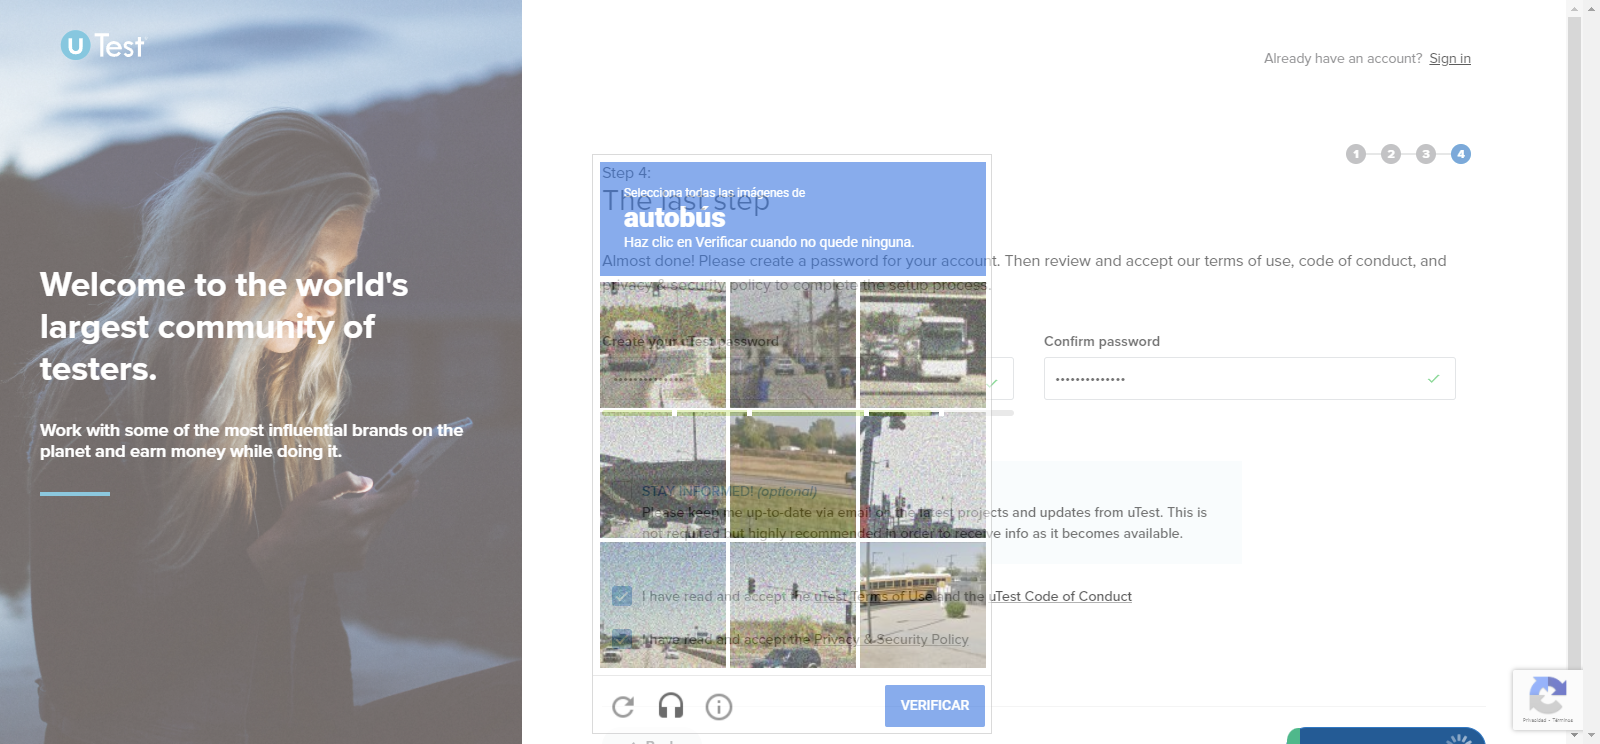 uTest
Welcome to the world's
largest community of
testers.
Work with some of the most influential brands on the
planet and earn money while doing it.
Already have an account? Sign in
1 2 3 4
Step 4:
The last step
Selecciona todas las imágenes de
autobús
Haz clic en Verificar cuando no quede ninguna.
Almost done! Please create a password for your account. Then review and accept our terms of use, code of conduct, and
privacy & security policy to complete the setup process.
Create your uTest password
Confirm password
STAY INFORMED! (optional)
Please keep me up-to-date via email on the latest projects and updates from uTest. This is
not required but highly recommended in order to receive info as it becomes available.
I have read and accept the uTest Terms of Use and the uTest Code of Conduct
I have read and accept the Privacy & Security Policy
VERIFICAR
Privacidad - Términos